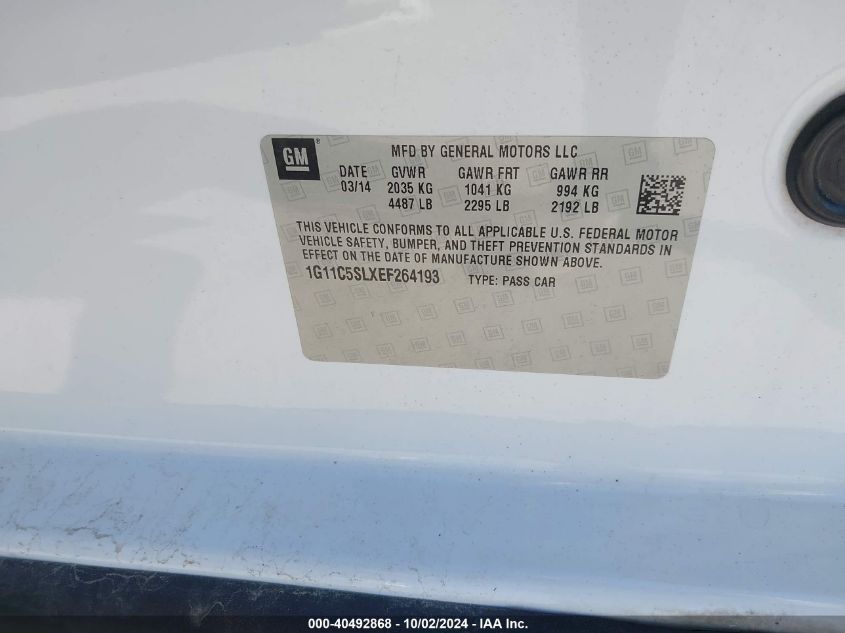 GM ®
MFD BY GENERAL MOTORS LLC
DATE GVWR GAWR FRT GAWR RR
03/14 2035 KG 1041 KG 994 KG
4487 LB 2295 LB 2192 LB
THIS VEHICLE CONFORMS TO ALL APPLICABLE U.S. FEDERAL MOTOR
VEHICLE SAFETY, BUMPER, AND THEFT PREVENTION STANDARDS IN
EFFECT ON THE DATE OF MANUFACTURE SHOWN ABOVE.
1G11C5SLXEF264193 TYPE: PASS CAR
000-40492868 - 10/02/2024 - iaai.com